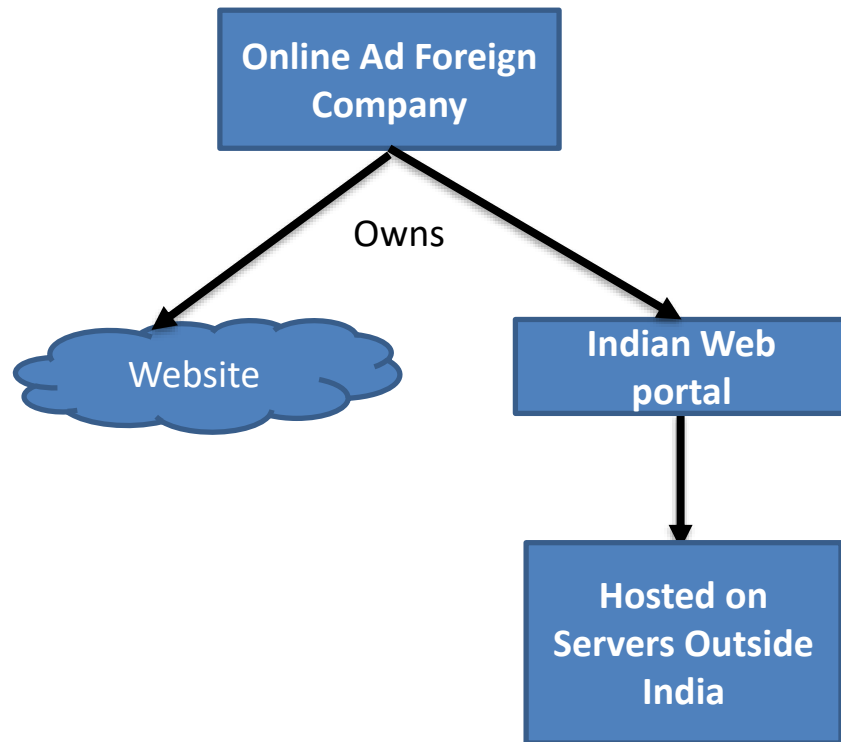 Online Ad Foreign
Company
Owns
Website
Indian Web
portal
Hosted on
Servers Outside
India